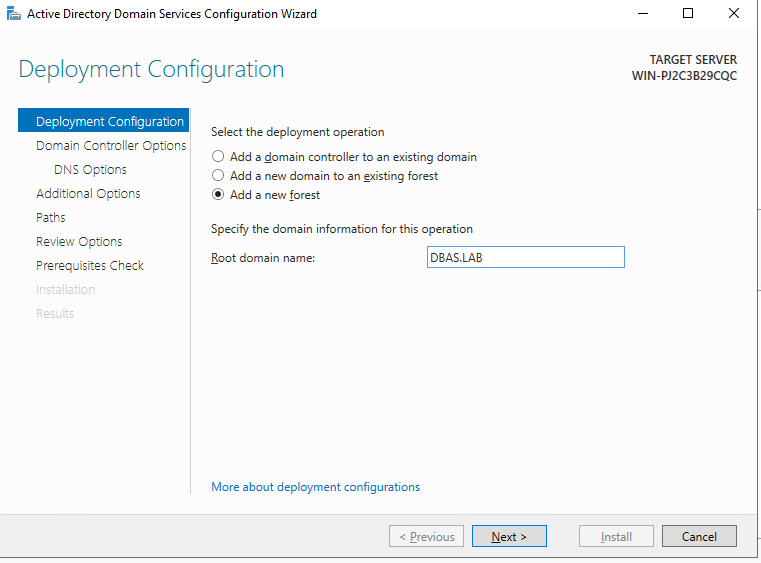 Active Directory Domain Services Configuration Wizard
Deployment Configuration
TARGET SERVER
WIN-PJ2C3B29CQC
Deployment Configuration
Domain Controller Options
DNS Options
Additional Options
Paths
Review Options
Prerequisites Check
Installation
Results
Select the deployment operation
Add a domain controller to an existing domain
Add a new domain to an existing forest
Add a new forest
Specify the domain information for this operation
Root domain name: DBAS.LAB
More about deployment configurations
< Previous Next > Install Cancel